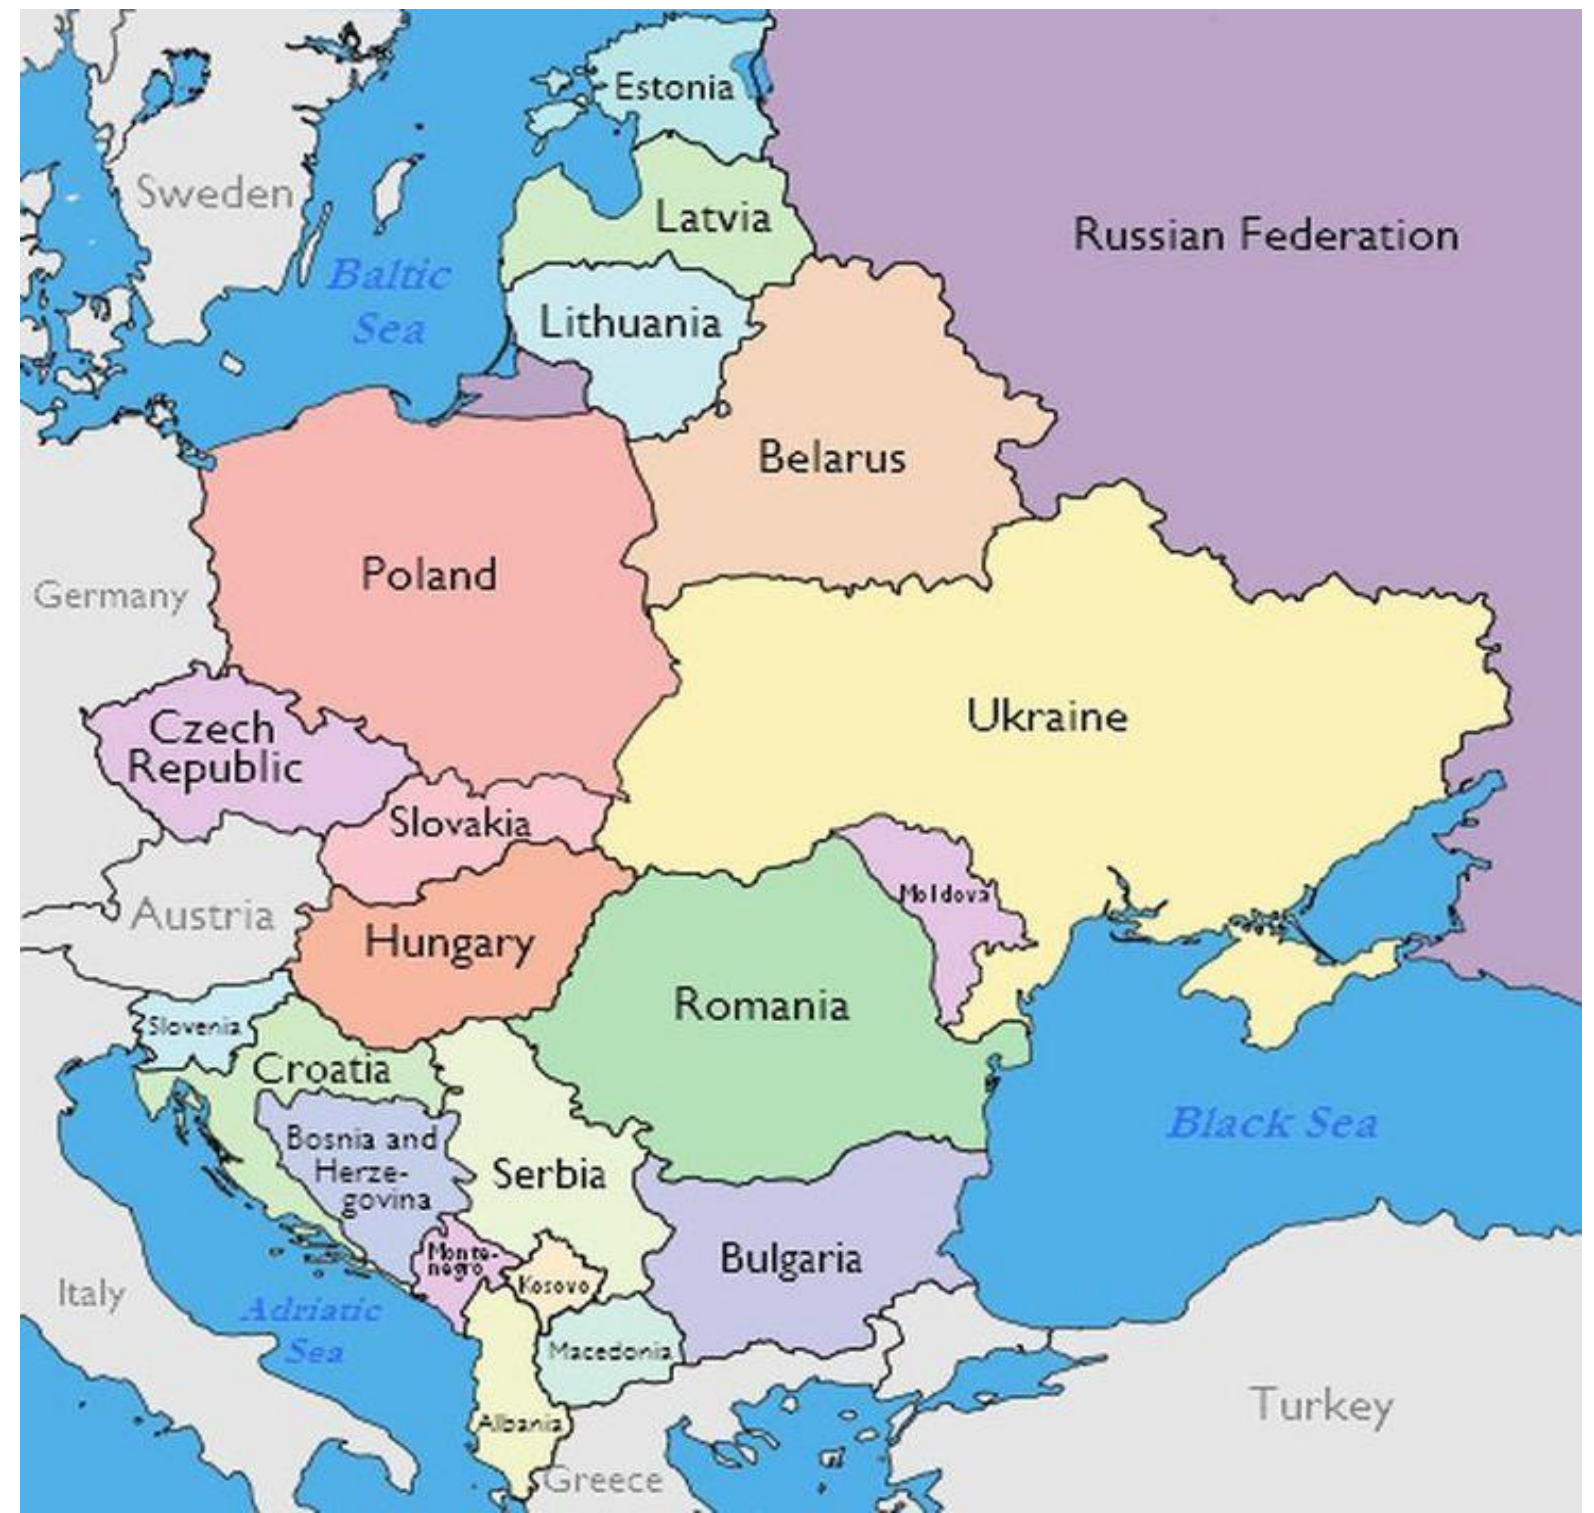 Estonia
Sweden
Latvia
Russian Federation
Baltic
Sea
Lithuania
Belarus
Poland
Germany
Ukraine
Czech
Republic
Slovakia
Moldova
Austria
Hungary
Romania
Slovenia
Croatia
Black Sea
Bosnia and
Herze-
govina
Serbia
Monte-
negro
Bulgaria
Kosovo
Italy
Adriatic
Sea
Macedonia
Turkey
Albania
Greece